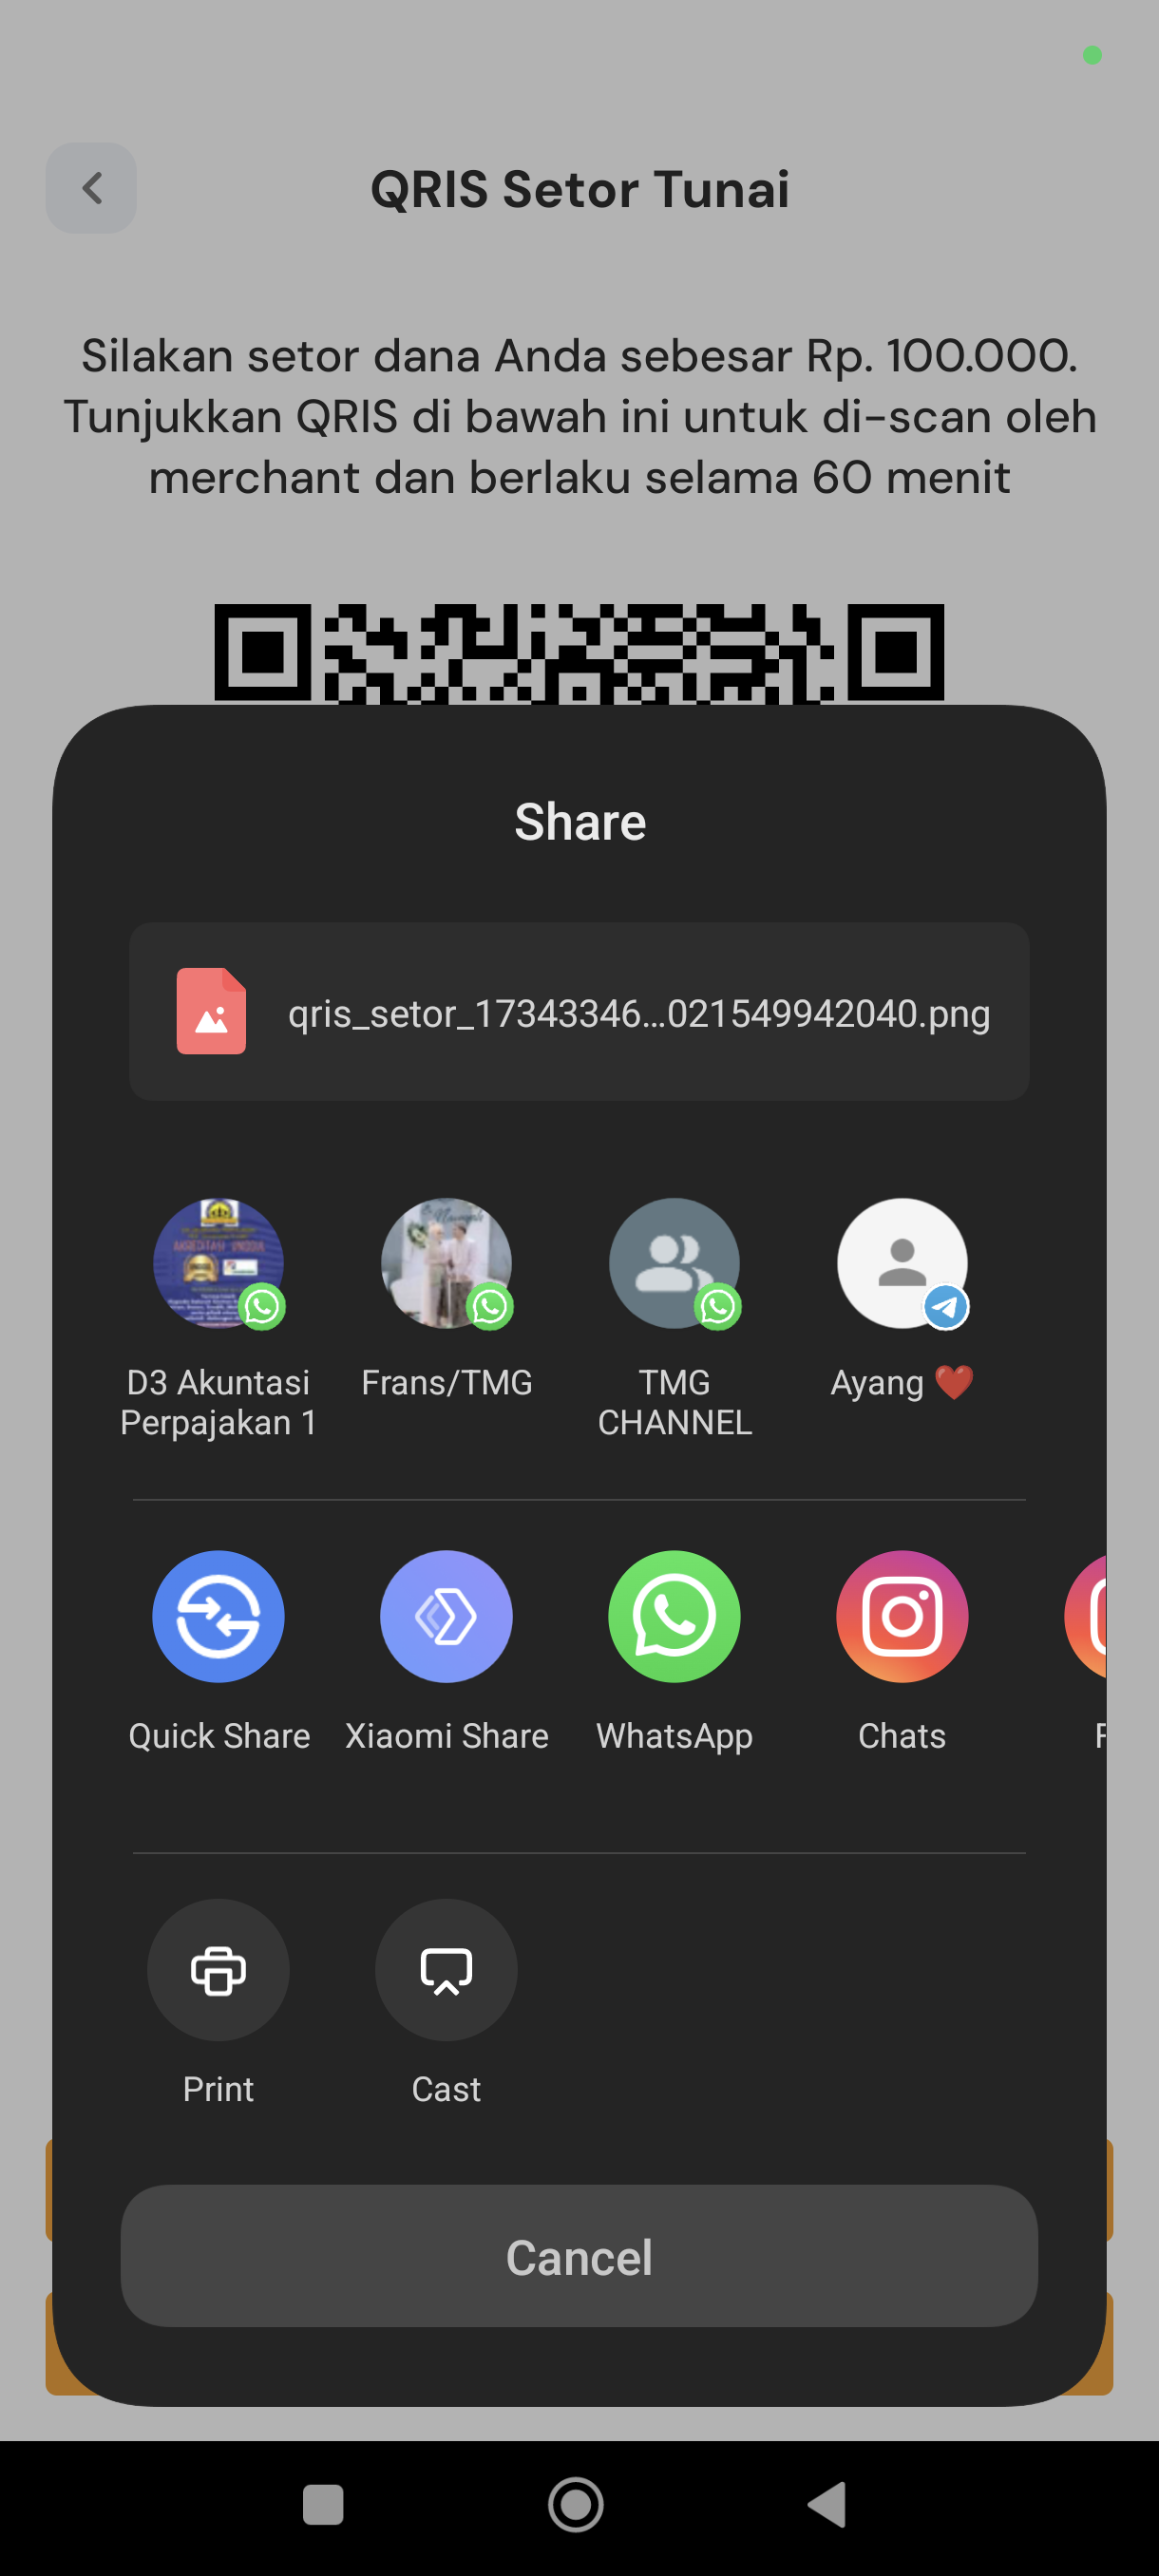 QRIS Setor Tunai
Silakan setor dana Anda sebesar Rp. 100.000.
Tunjukkan QRIS di bawah ini untuk di-scan oleh
merchant dan berlaku selama 60 menit
Share
qris_setor_17343346...021549942040.png
D3 Akuntasi
Perpajakan 1
Frans/TMG
TMG
CHANNEL
Ayang ❤️
Quick Share
Xiaomi Share
WhatsApp
Chats
Print
Cast
Cancel